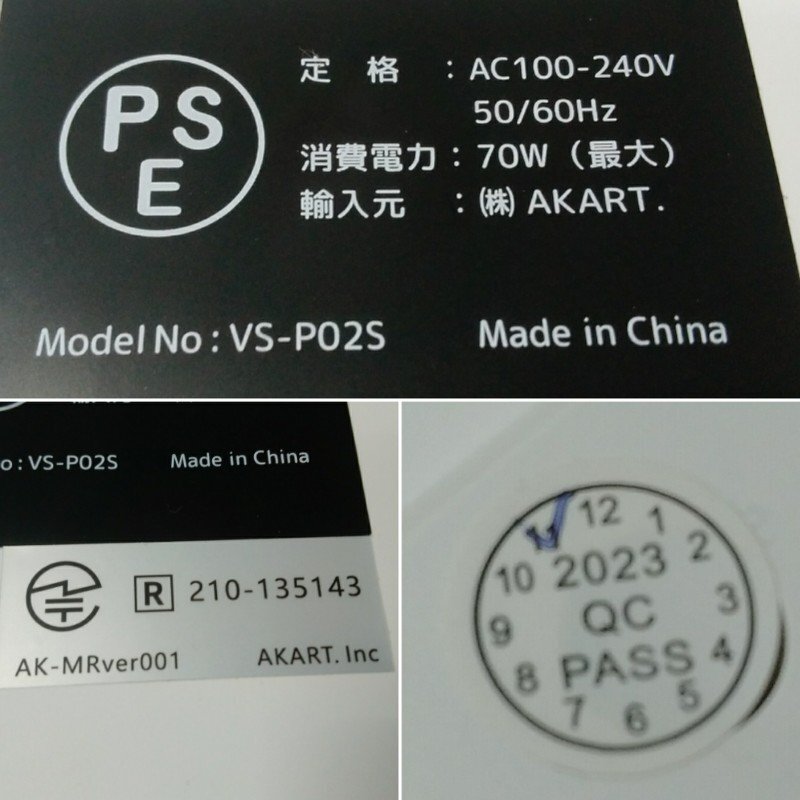 PS
E
定 格 : AC100-240V
50/60Hz
消費電力 : 70W (最大)
輸入元 : ㈱ AKART.
Model No : VS-P02S
Made in China
o : VS-P02S
Made in China
R 210-135143
AK-MRver001
AKART. Inc
12
1
2
3
4
5
6
7
8
9
10
11
2023
QC
PASS